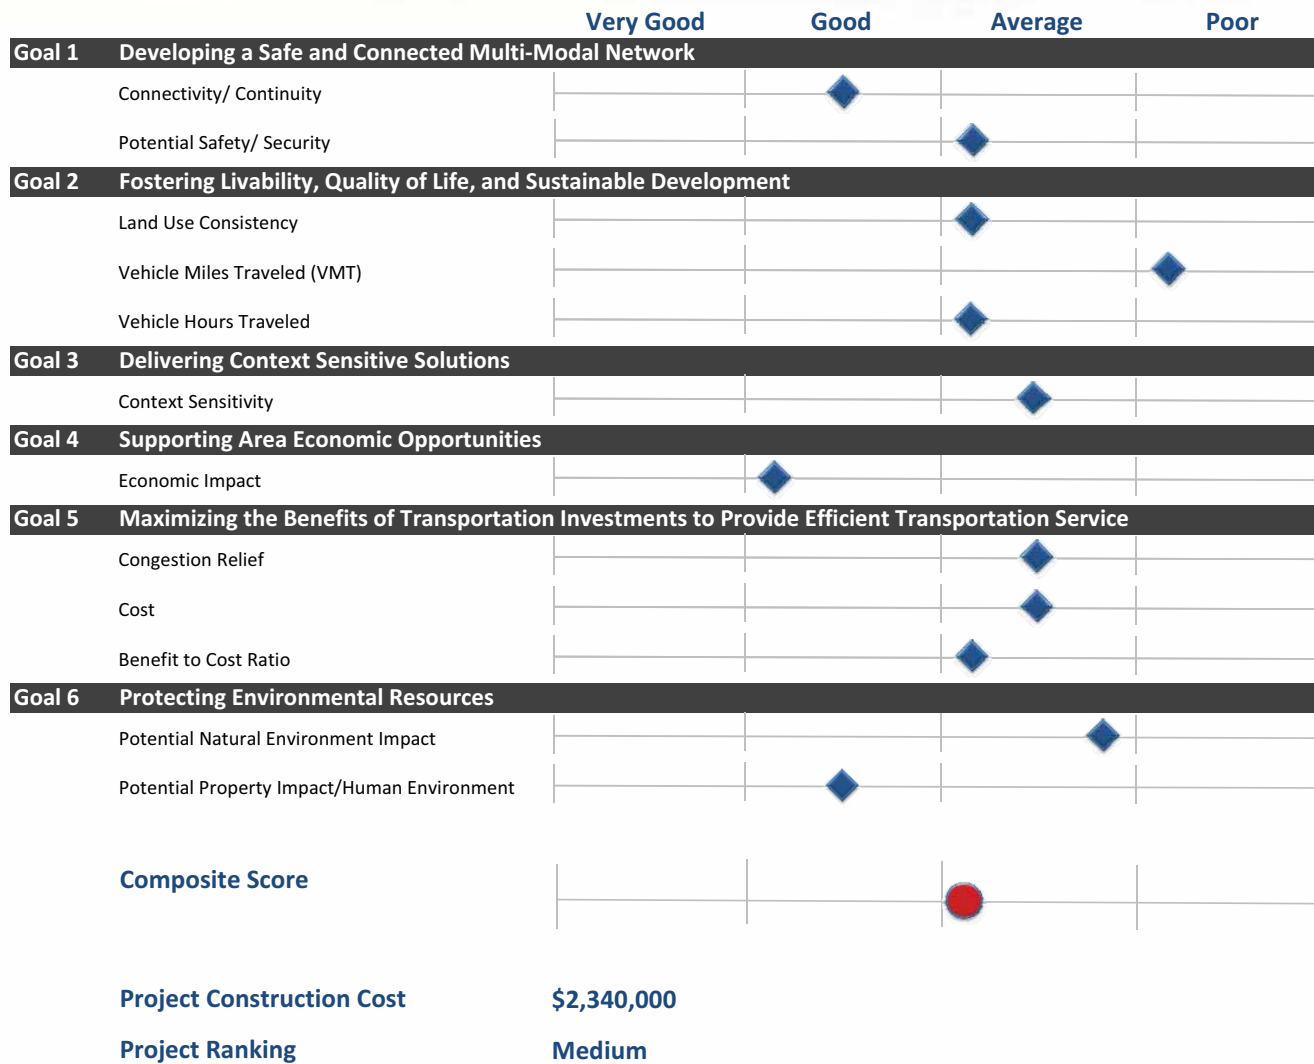 Very Good Good Average Poor
Goal 1 Developing a Safe and Connected Multi-Modal Network
Connectivity/ Continuity
Potential Safety/ Security
Goal 2 Fostering Livability, Quality of Life, and Sustainable Development
Land Use Consistency
Vehicle Miles Traveled (VMT)
Vehicle Hours Traveled
Goal 3 Delivering Context Sensitive Solutions
Context Sensitivity
Goal 4 Supporting Area Economic Opportunities
Economic Impact
Goal 5 Maximizing the Benefits of Transportation Investments to Provide Efficient Transportation Service
Congestion Relief
Cost
Benefit to Cost Ratio
Goal 6 Protecting Environmental Resources
Potential Natural Environment Impact
Potential Property Impact/Human Environment
Composite Score
Project Construction Cost $2,340,000
Project Ranking Medium